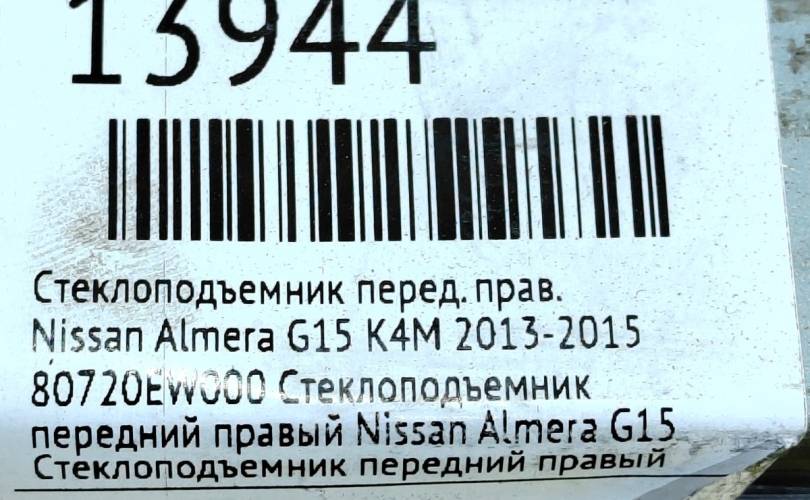 13944
Стеклоподъемник перед. прав.
Nissan Almera G15 K4M 2013-2015
80720EW000 Стеклоподъемник
передний правый Nissan Almera G15
Стеклоподъемник передний правый